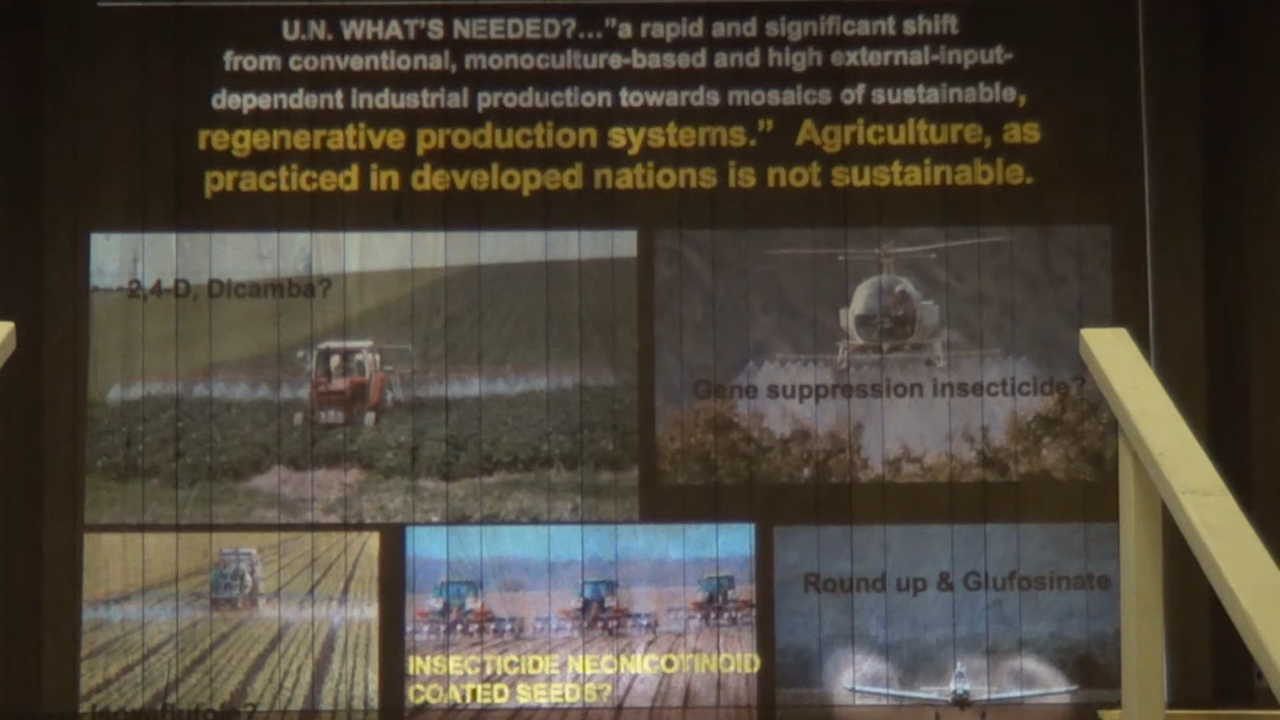 U.N. WHAT'S NEEDED?..."a rapid and significant shift
from conventional, monoculture-based and high external-input-
dependent industrial production towards mosaics of sustainable,
regenerative production systems." Agriculture, as
practiced in developed nations is not sustainable.
2,4-D, Dicamba?
Gene suppression insecticide?
Round up & Glufosinate
INSECTICIDE NEONICOTINOID
COATED SEEDS?